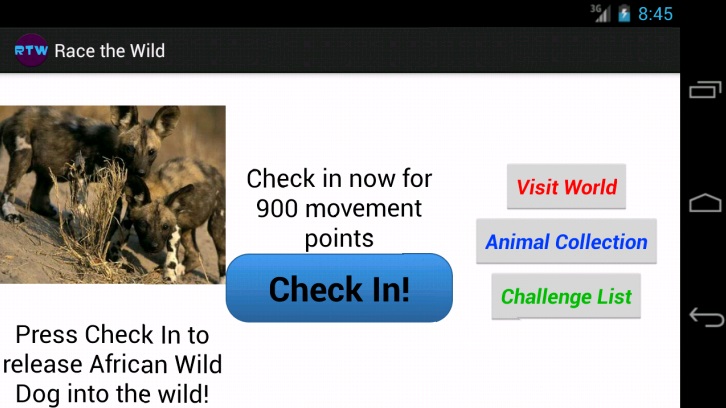 3G
8:45
RTW
Race the Wild
Check in now for
900 movement
points
Check In!
Press Check In to
release African Wild
Dog into the wild!
Visit World
Animal Collection
Challenge List